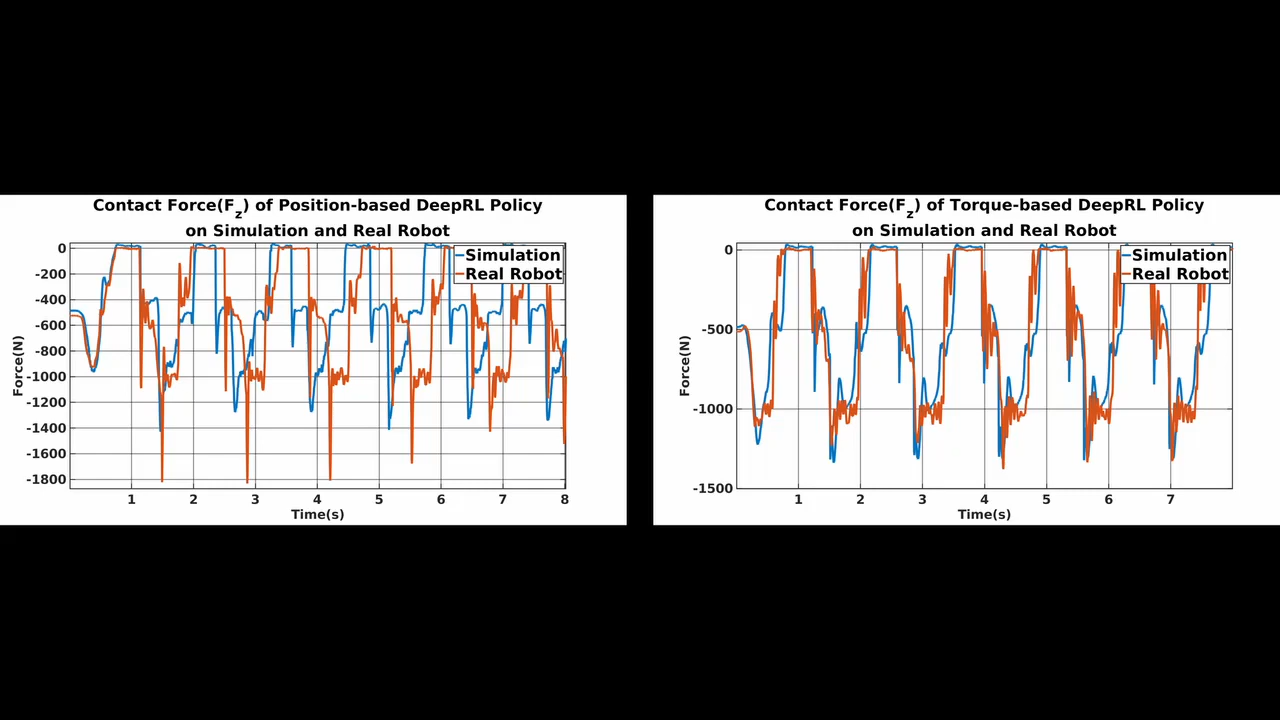 Contact Force(Fz) of Position-based DeepRL Policy
on Simulation and Real Robot
Simulation
Real Robot
0
-200
-400
-600
-800
-1000
-1200
-1400
-1600
-1800
Force(N)
1 2 3 4 5 6 7 8
Time(s)
Contact Force(Fz) of Torque-based DeepRL Policy
on Simulation and Real Robot
Simulation
Real Robot
0
-500
-1000
-1500
Force(N)
1 2 3 4 5 6 7
Time(s)